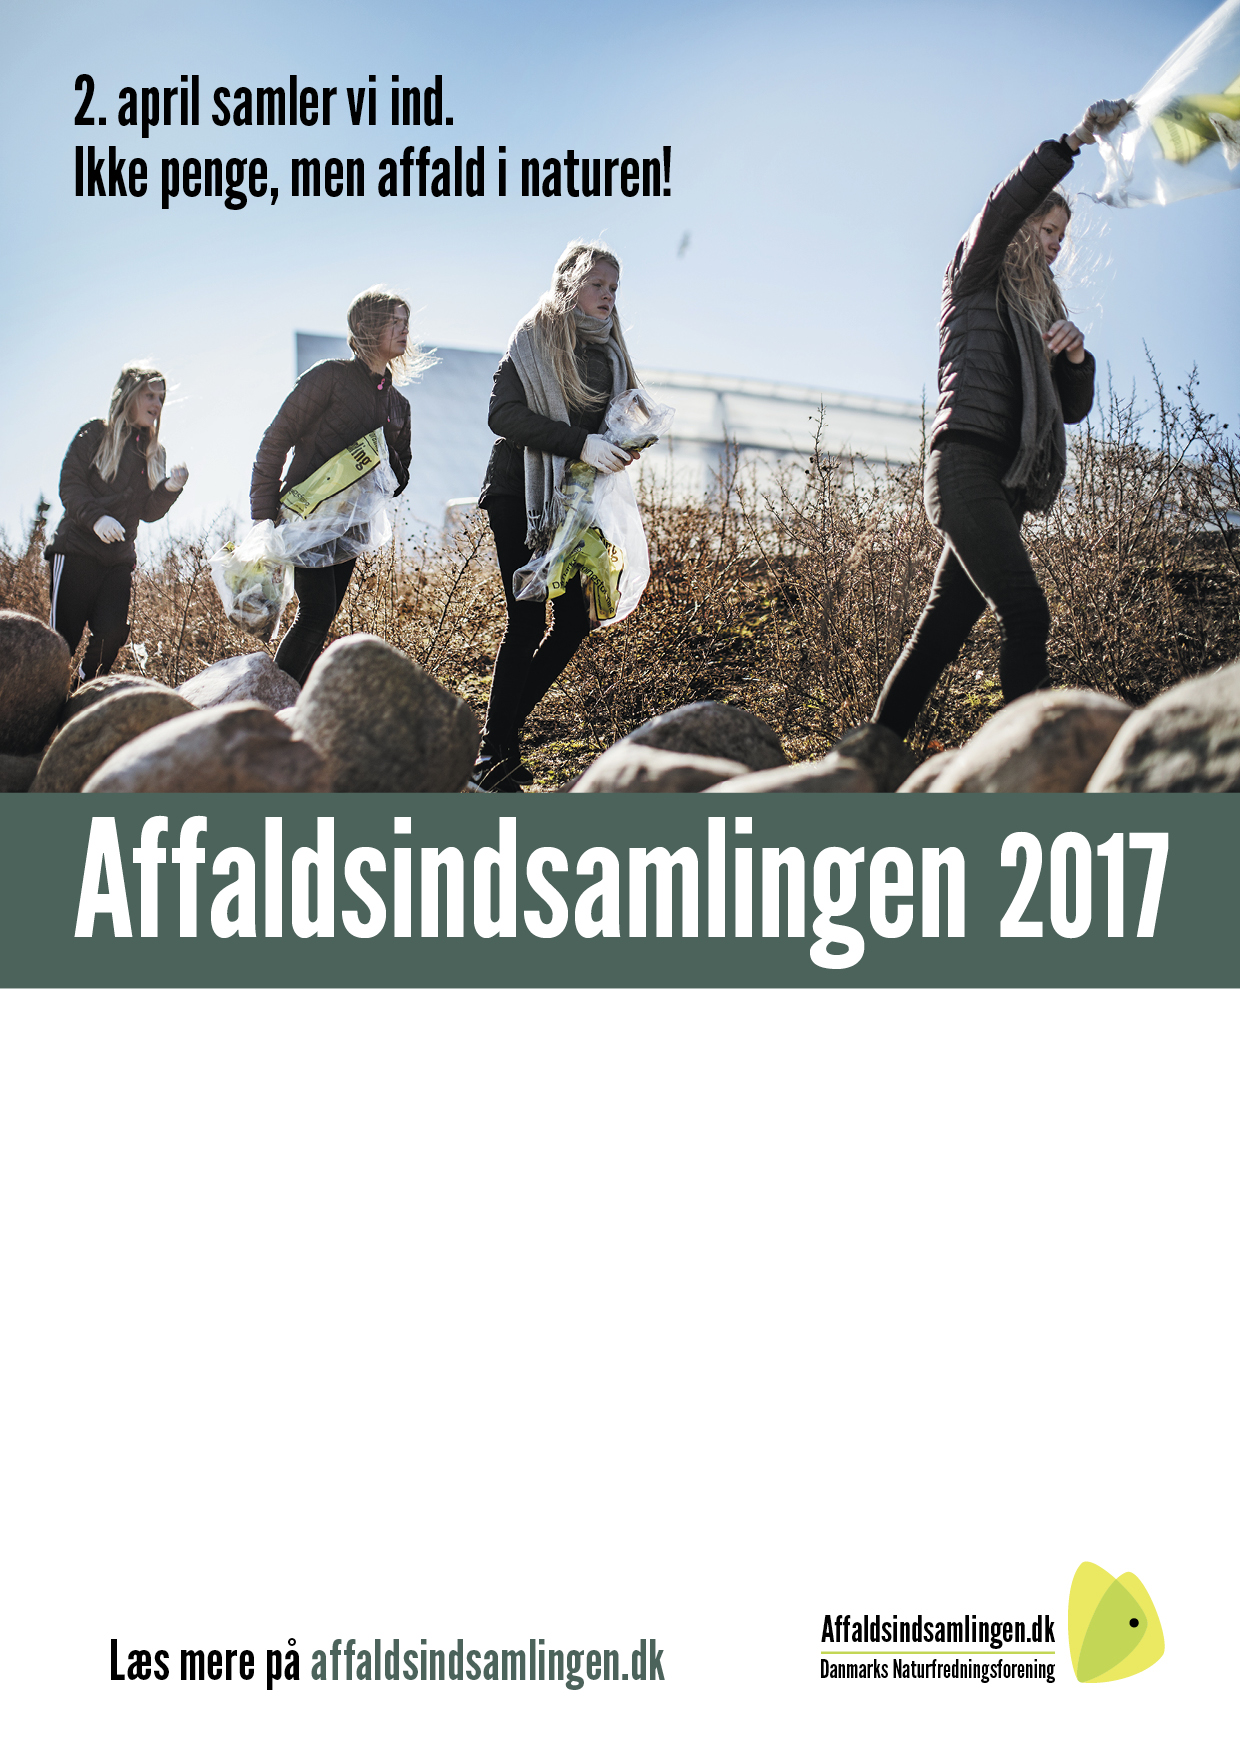 2. april samler vi ind.
Ikke penge, men affald i naturen!
Affaldsindsamlingen 2017
Læs mere på affaldsindsamlingen.dk
Affaldsindsamlingen.dk
Danmarks Naturfredningsforening